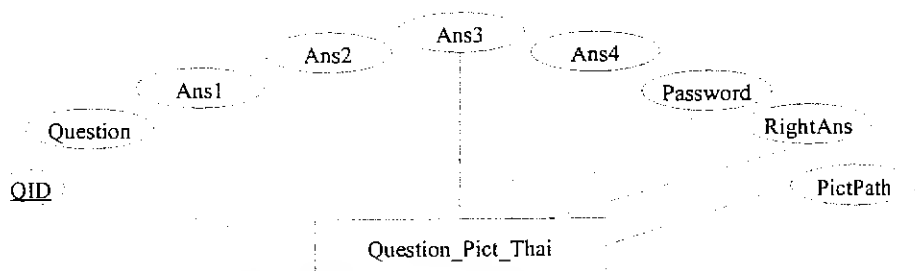 Ans3
Ans2
Ans4
Ans1
Password
Question
RightAns
QID
PictPath
Question_Pict_Thai